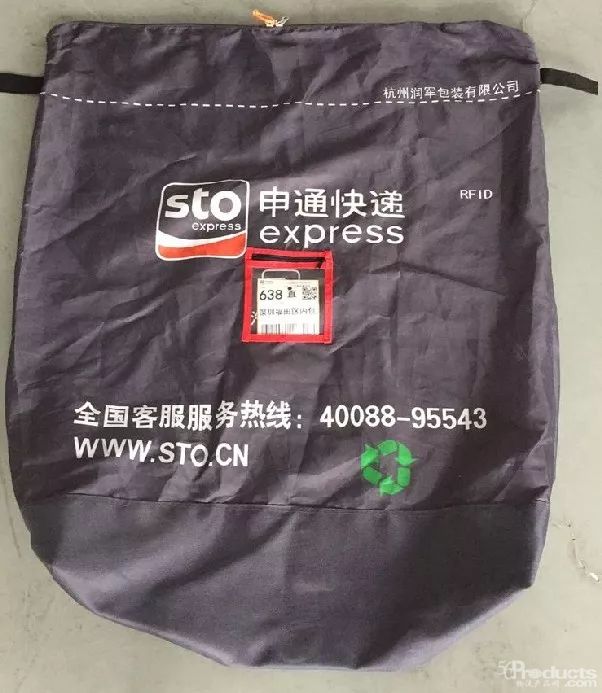 杭州润军包装有限公司
RFID
sto
express
申通快递
express
638
全国客服服务热线：40088-95543
WWW.STO.CN
56Products